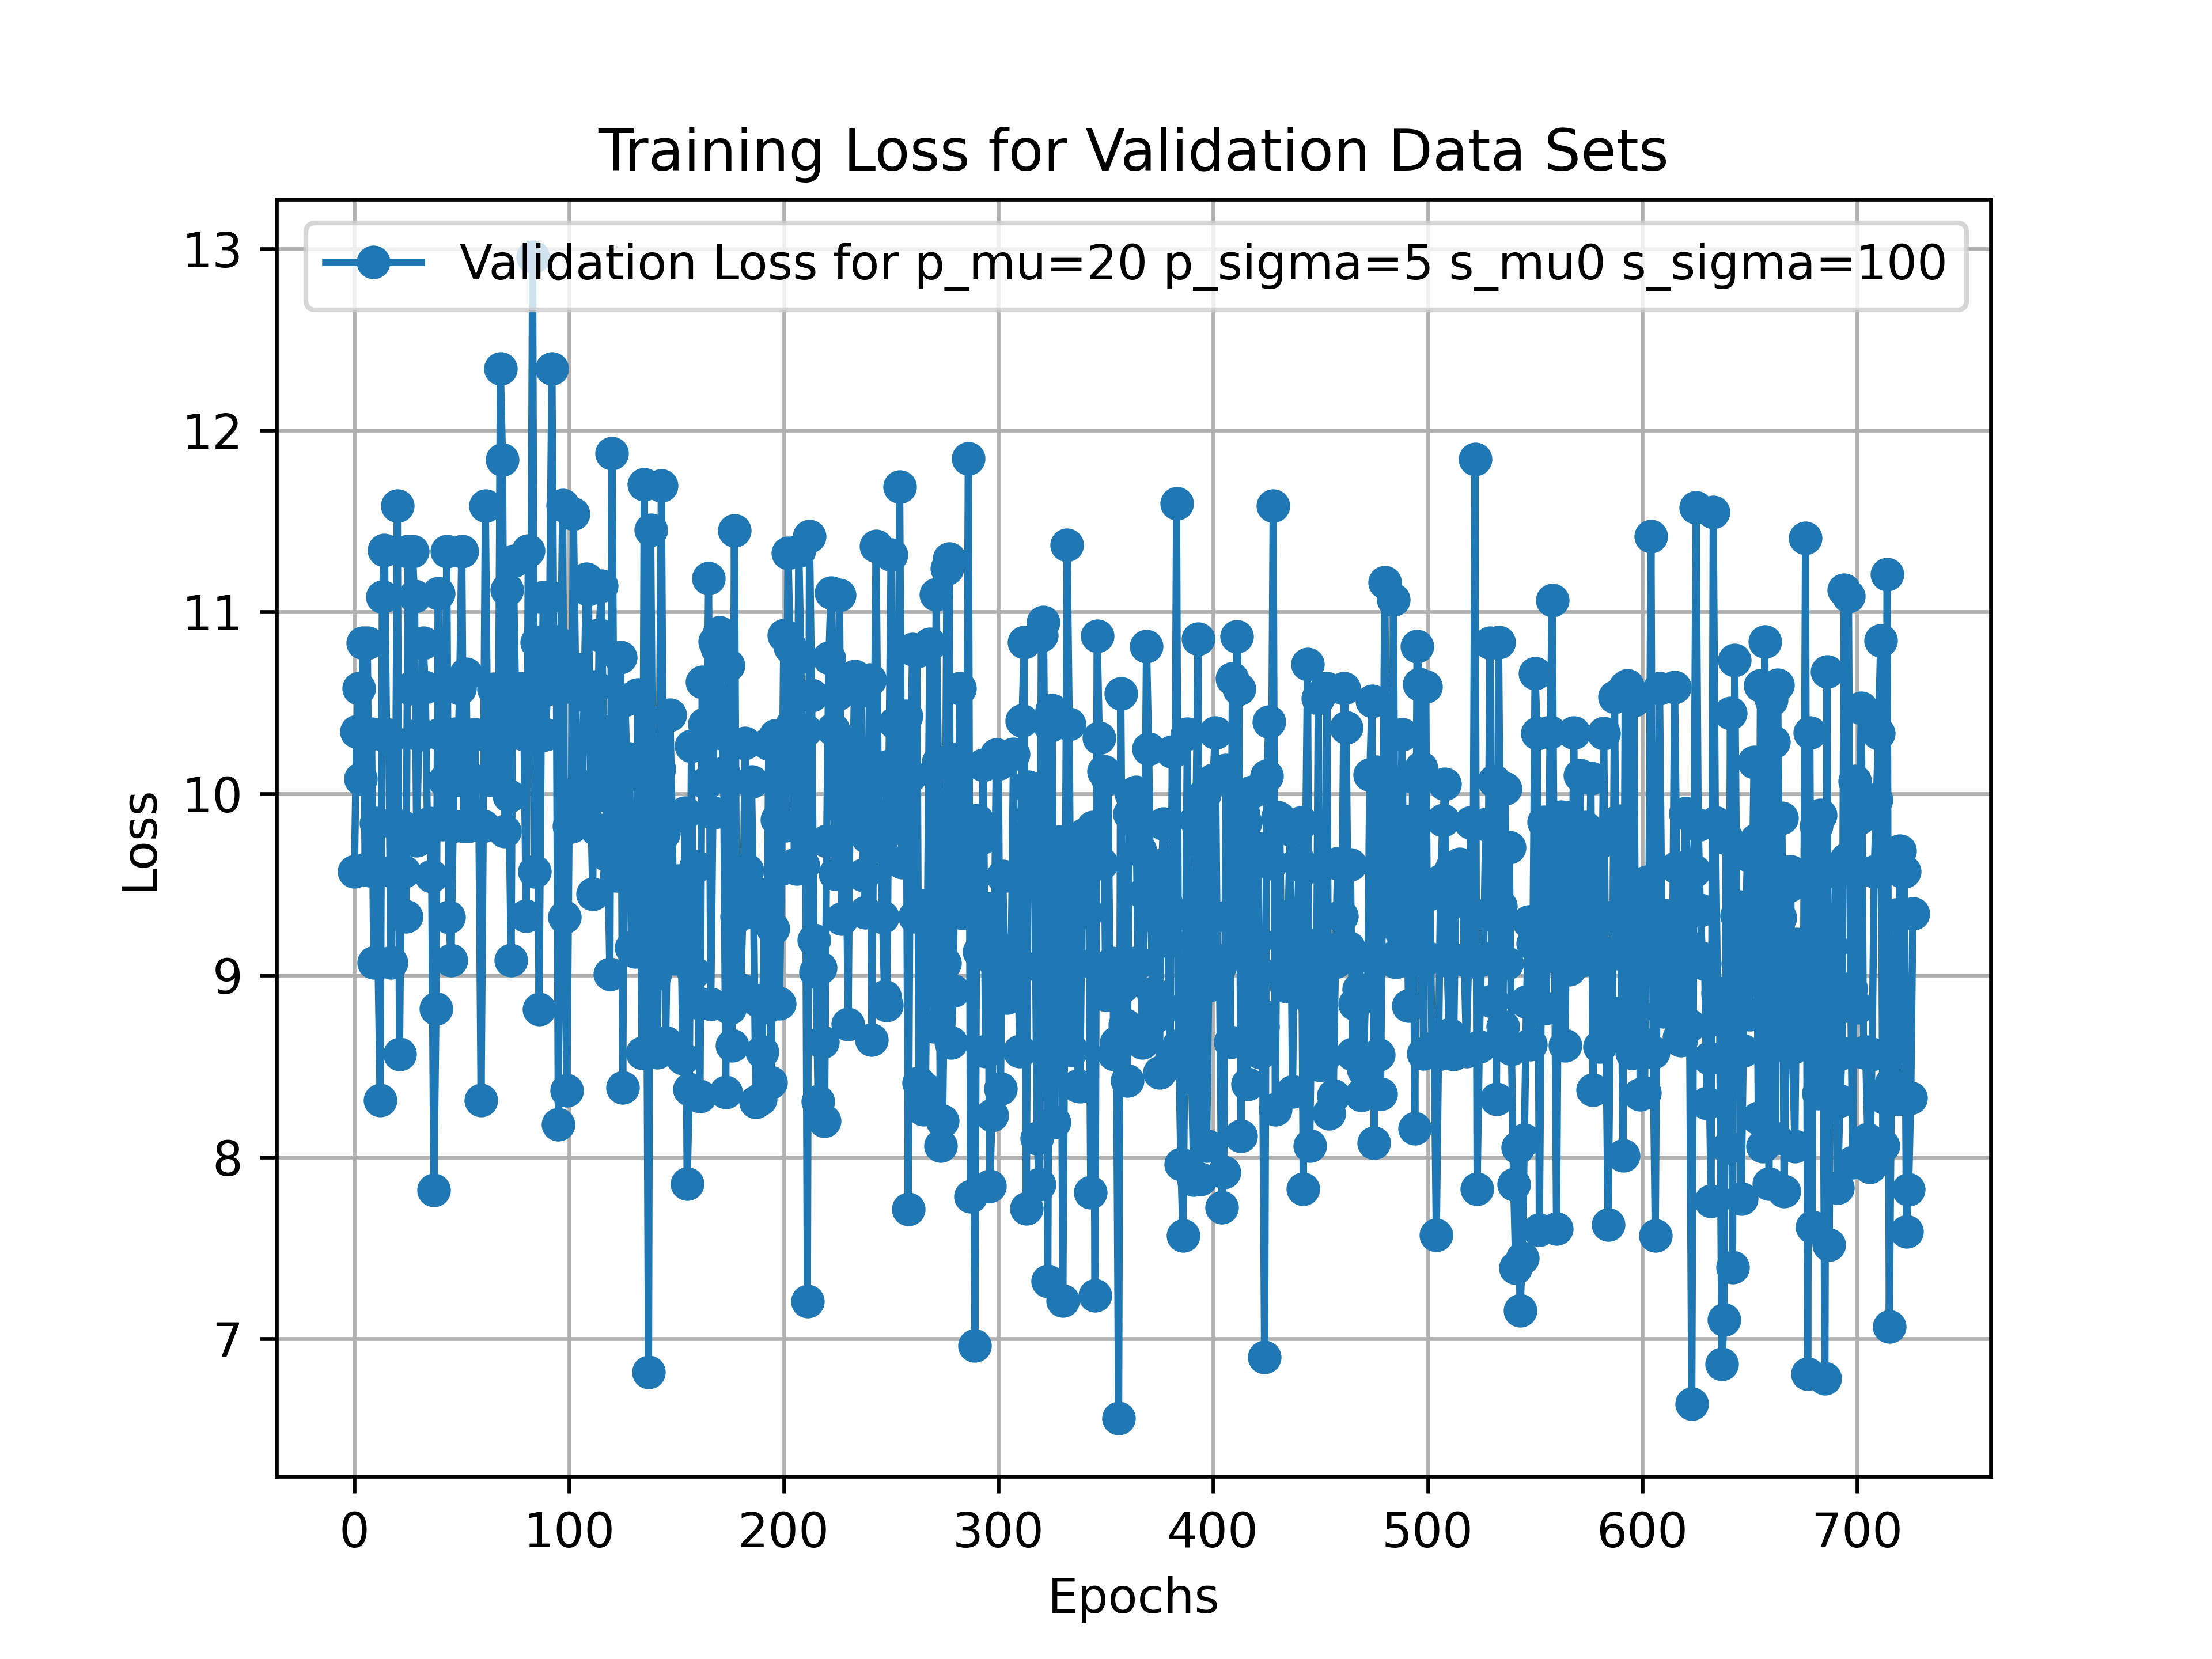 Training Loss for Validation Data Sets
Validation Loss for p_mu=20 p_sigma=5 s_mu0 s_sigma=100
13
12
11
10
9
8
7
Loss
0 100 200 300 400 500 600 700
Epochs